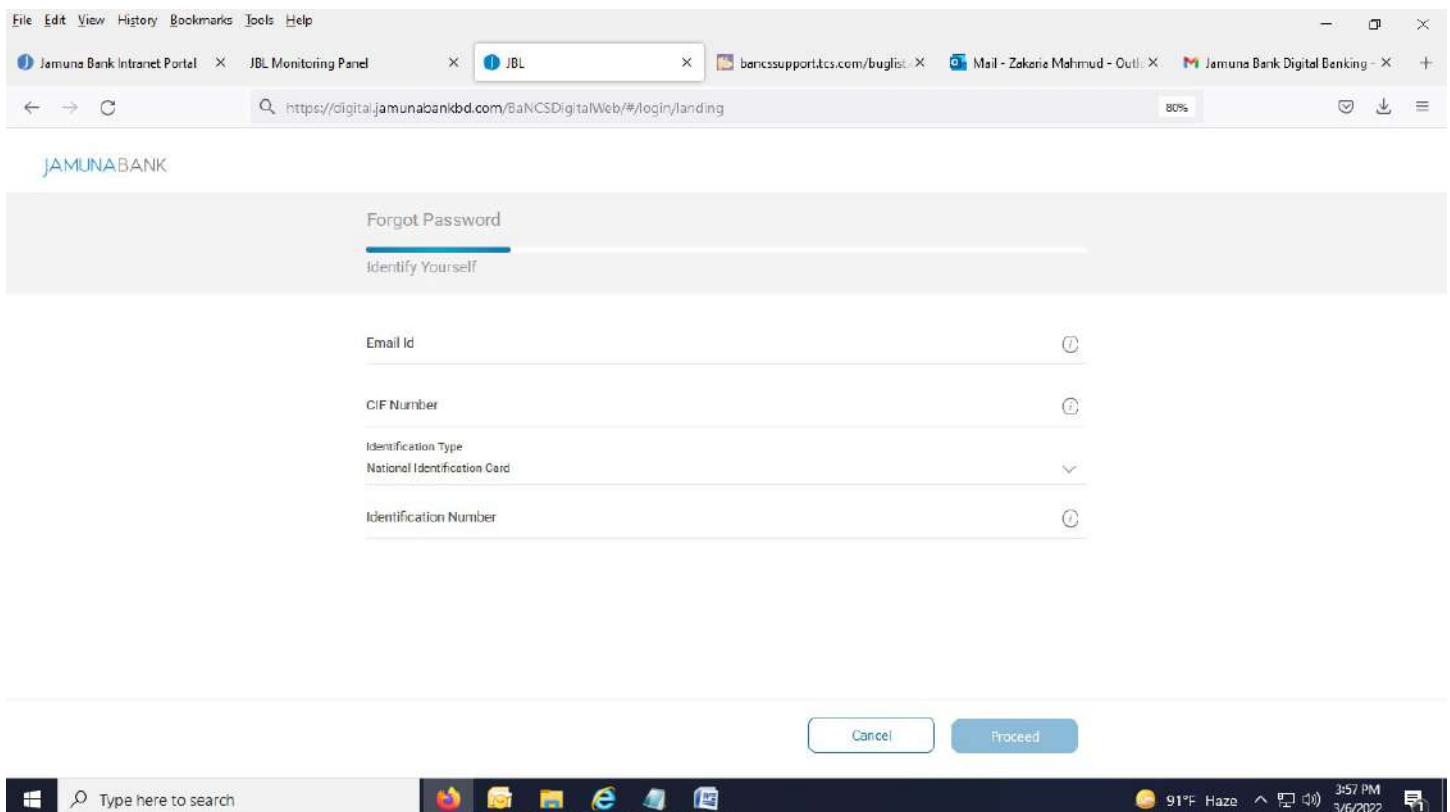 File Edit View History Bookmarks Tools Help
Jamuna Bank Intranet Portal
JBL Monitoring Panel
JBL
bancssupport.tcs.com/buglist.
Mail - Zakaria Mahmud - Outl
Jamuna Bank Digital Banking -
https://digital.jamunabankbd.com/BaNCSDigitalWeb/#/login/landing
80%
JAMUNABANK
Forgot Password
Identify Yourself
Email Id
CIF Number
Identification Type
National Identification Card
Identification Number
Cancel
Proceed
Type here to search
91°F Haze
3:57 PM
3/6/2022